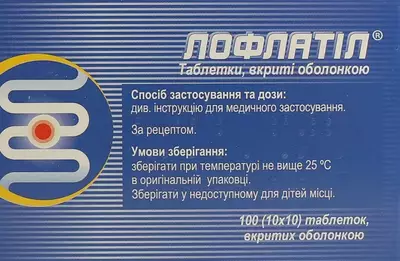 ЛОФЛАТІЛ®
Таблетки, вкриті оболонкою
Спосіб застосування та дози:
див. інструкцію для медичного застосування.
За рецептом.
Умови зберігання:
зберігати при температурі не вище 25 ºС
в оригінальній упаковці.
Зберігати у недоступному для дітей місці.
100 (10х10) таблеток,
вкритих оболонкою